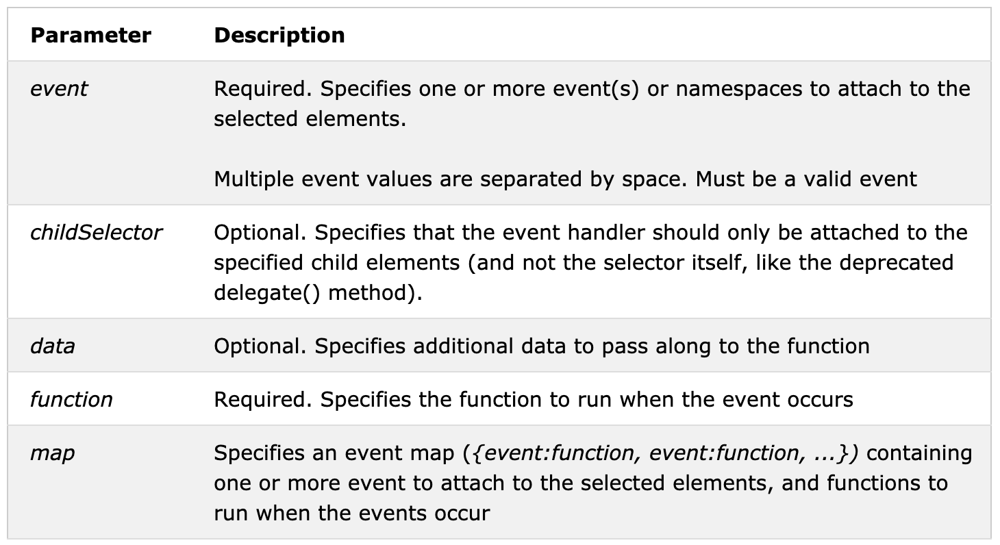 Parameter Description
event Required. Specifies one or more event(s) or namespaces to attach to the
selected elements.
Multiple event values are separated by space. Must be a valid event
childSelector Optional. Specifies that the event handler should only be attached to the
specified child elements (and not the selector itself, like the deprecated
delegate() method).
data Optional. Specifies additional data to pass along to the function
function Required. Specifies the function to run when the event occurs
map Specifies an event map ({event:function, event:function, ...}) containing
one or more event to attach to the selected elements, and functions to
run when the events occur